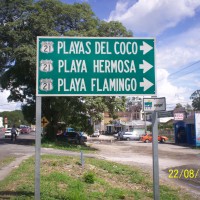 21 PLAYAS DEL COCO
21 PLAYA HERMOSA
21 PLAYA FLAMINGO
22/08/